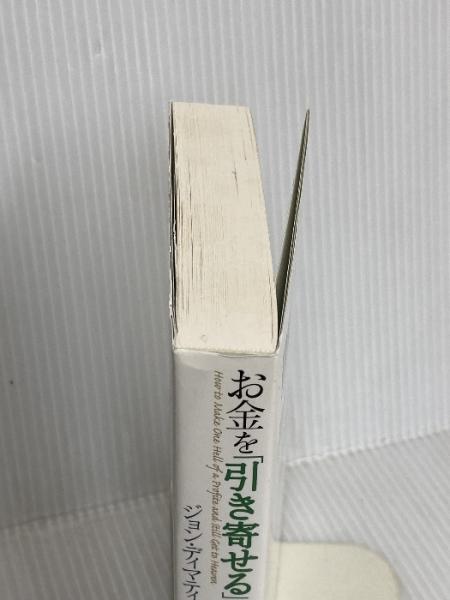 お金を「引き寄せる」
How to Make One Hell of a Profit and Still Get to Heaven
ジョン・ディマティ